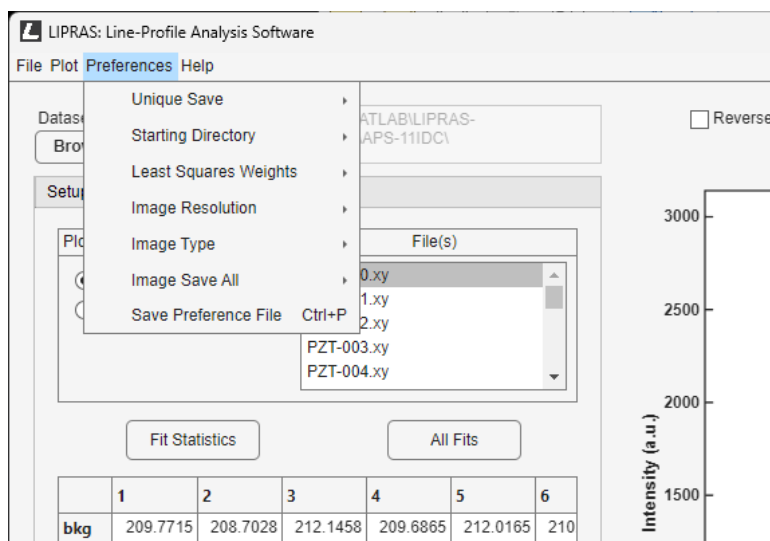 LIPRAS: Line-Profile Analysis Software
File Plot Preferences Help
Unique Save
Starting Directory
Least Squares Weights
Image Resolution
Image Type
Image Save All
Save Preference File Ctrl+P
ATLAB\LIPRAS-
APS-11IDC\
Reverse
File(s)
0.xy
1.xy
2.xy
PZT-003.xy
PZT-004.xy
Fit Statistics
All Fits
1 2 3 4 5 6
bkg 209.7715 208.7028 212.1458 209.6865 212.0165 210
3000
2500
2000
1500
Intensity (a.u.)